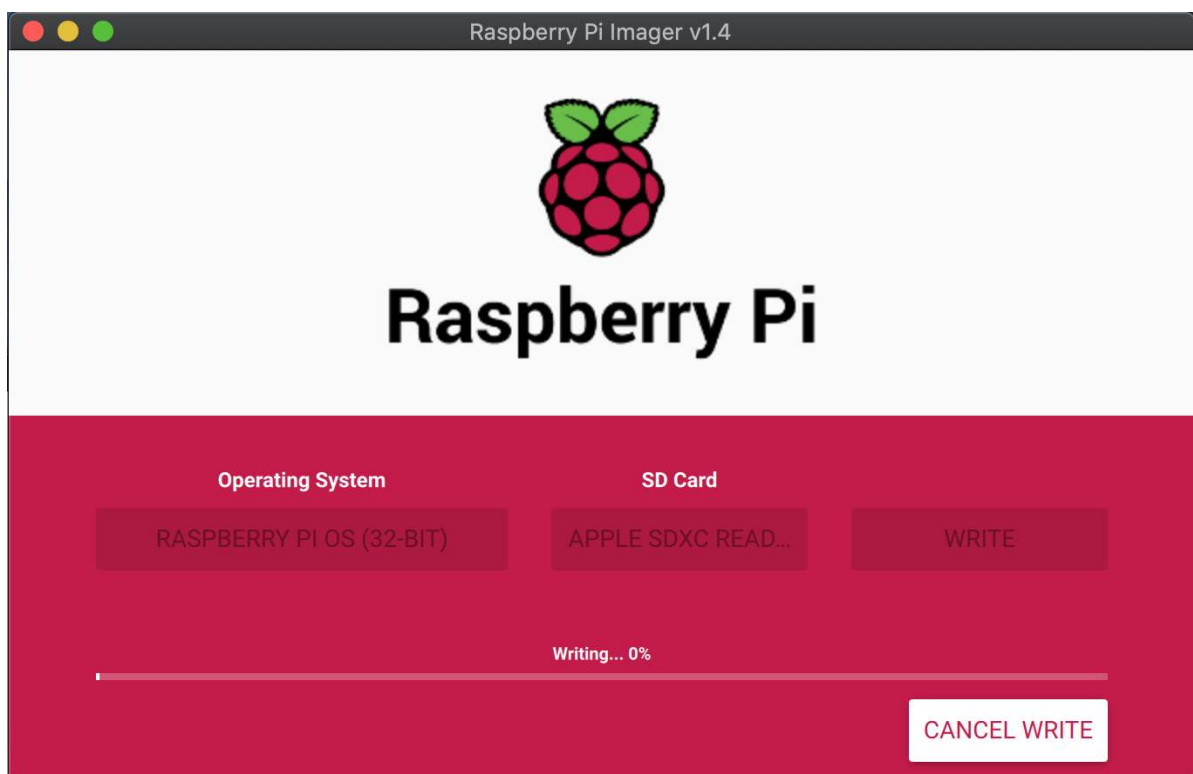 Raspberry Pi Imager v1.4
Raspberry Pi
Operating System
SD Card
RASPBERRY PI OS (32-BIT)
APPLE SDXC READ...
WRITE
Writing... 0%
CANCEL WRITE